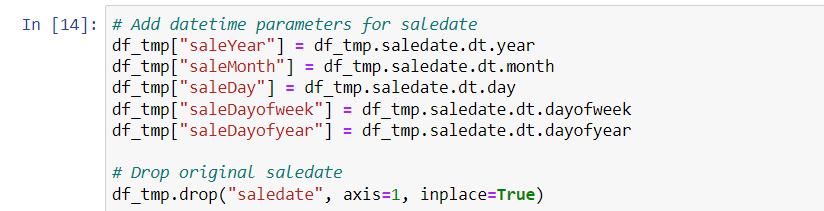 In [14]: # Add datetime parameters for saledate
df_tmp["saleYear"] = df_tmp.saledate.dt.year
df_tmp["saleMonth"] = df_tmp.saledate.dt.month
df_tmp["saleDay"] = df_tmp.saledate.dt.day
df_tmp["saleDayofweek"] = df_tmp.saledate.dt.dayofweek
df_tmp["saleDayofyear"] = df_tmp.saledate.dt.dayofyear
# Drop original saledate
df_tmp.drop("saledate", axis=1, inplace=True)